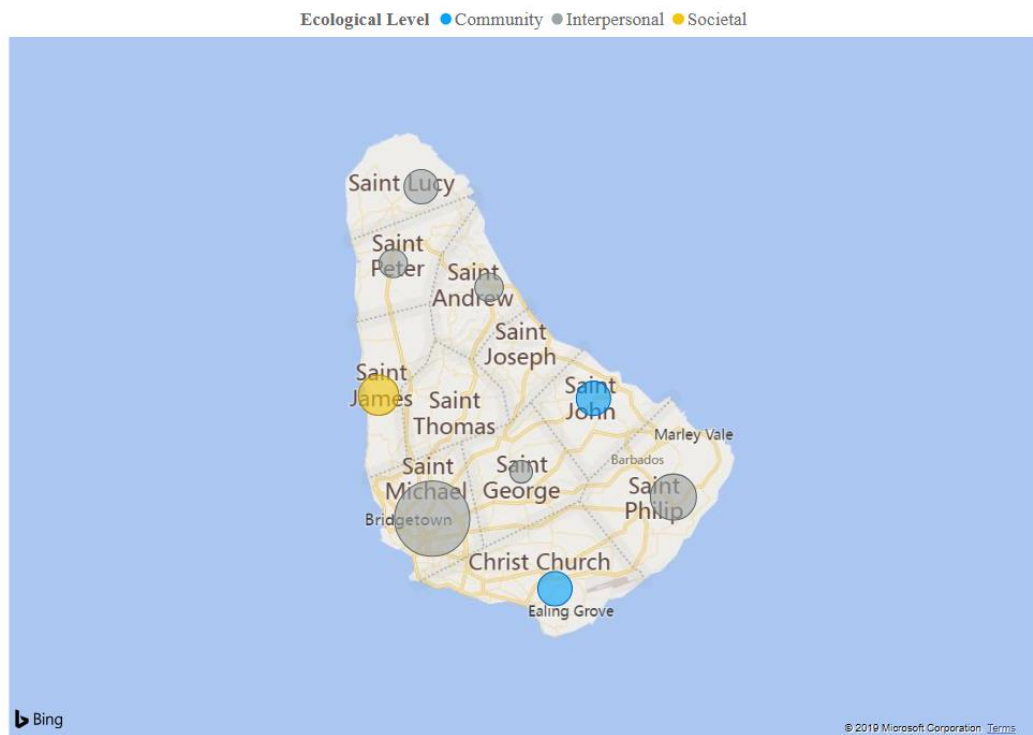 Ecological Level Community Interpersonal Societal
Saint Lucy
Saint
Peter
Saint
Andrew
Saint
Joseph
Saint
James
Saint
Thomas
Saint
John
Marley Vale
Barbados
Saint
Michael
Bridgetown
Saint
George
Saint
Philip
Christ Church
Ealing Grove
Bing
© 2019 Microsoft Corporation Terms